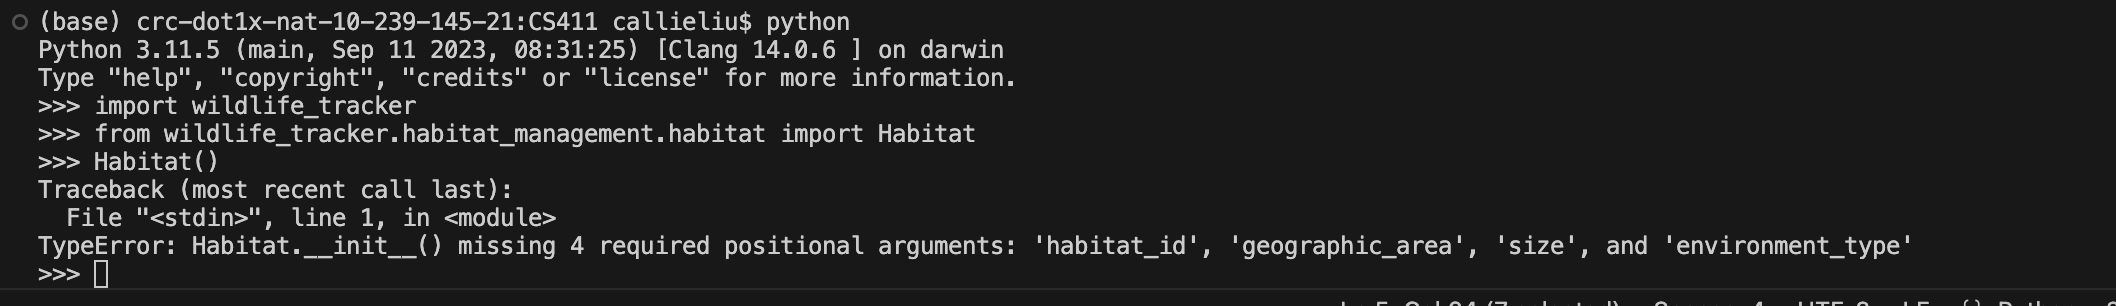 (base) crc-dot1x-nat-10-239-145-21:CS411 callieliu$ python
Python 3.11.5 (main, Sep 11 2023, 08:31:25) [Clang 14.0.6 ] on darwin
Type "help", "copyright", "credits" or "license" for more information.
>>> import wildlife_tracker
>>> from wildlife_tracker.habitat_management.habitat import Habitat
>>> Habitat()
Traceback (most recent call last):
  File "<stdin>", line 1, in <module>
TypeError: Habitat.__init__() missing 4 required positional arguments: 'habitat_id', 'geographic_area', 'size', and 'environment_type'
>>>